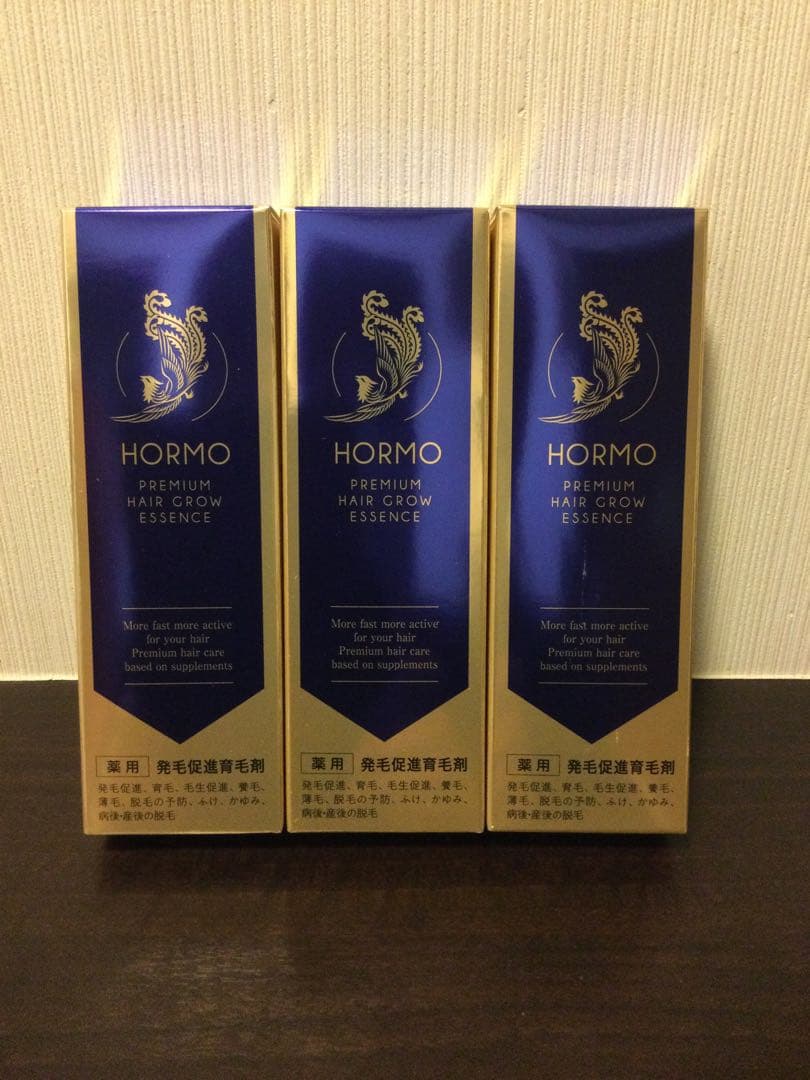 HORMO
PREMIUM
HAIR GROW
ESSENCE
More fast more active
for your hair
Premium hair care
based on supplements
薬用 発毛促進育毛剤
発毛促進、育毛、毛生促進、養毛、
薄毛、脱毛の予防、ふけ、かゆみ、
病後・産後の脱毛
HORMO
PREMIUM
HAIR GROW
ESSENCE
More fast more active
for your hair
Premium hair care
based on supplements
薬用 発毛促進育毛剤
発毛促進、育毛、毛生促進、養毛、
薄毛、脱毛の予防、ふけ、かゆみ、
病後・産後の脱毛
HORMO
PREMIUM
HAIR GROW
ESSENCE
More fast more active
for your hair
Premium hair care
based on supplements
薬用 発毛促進育毛剤
発毛促進、育毛、毛生促進、養毛、
薄毛、脱毛の予防、ふけ、かゆみ、
病後・産後の脱毛